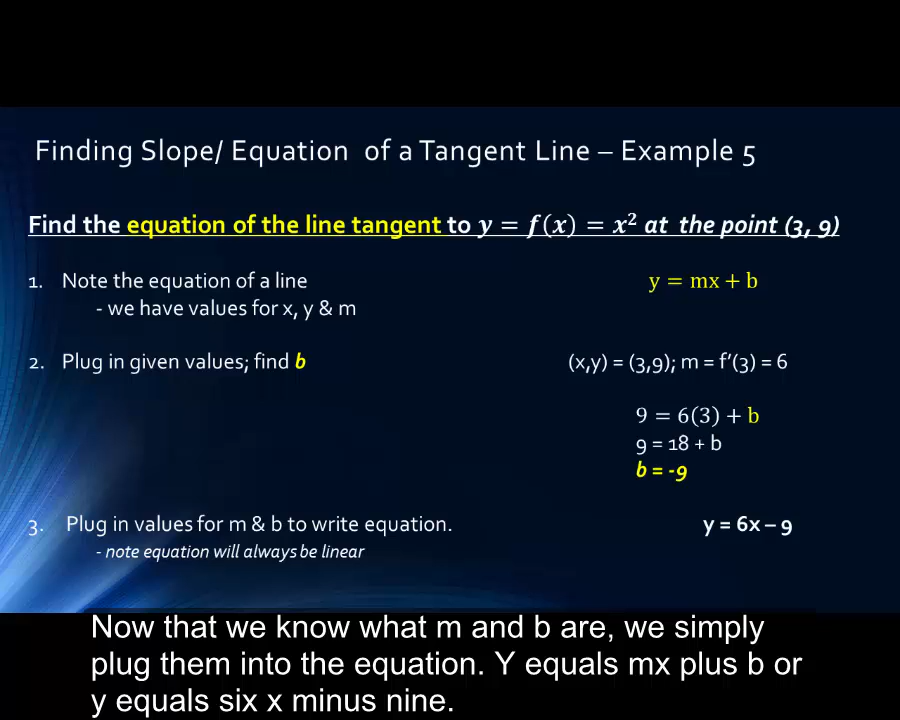 Finding Slope/ Equation of a Tangent Line – Example 5
Find the equation of the line tangent to y = f(x) = x² at the point (3, 9)
1. Note the equation of a line y = mx + b
- we have values for x, y & m
2. Plug in given values; find b (x,y) = (3,9); m = f'(3) = 6
9 = 6(3) + b
9 = 18 + b
b = -9
3. Plug in values for m & b to write equation. y = 6x – 9
- note equation will always be linear
Now that we know what m and b are, we simply
plug them into the equation. Y equals mx plus b or
y equals six x minus nine.